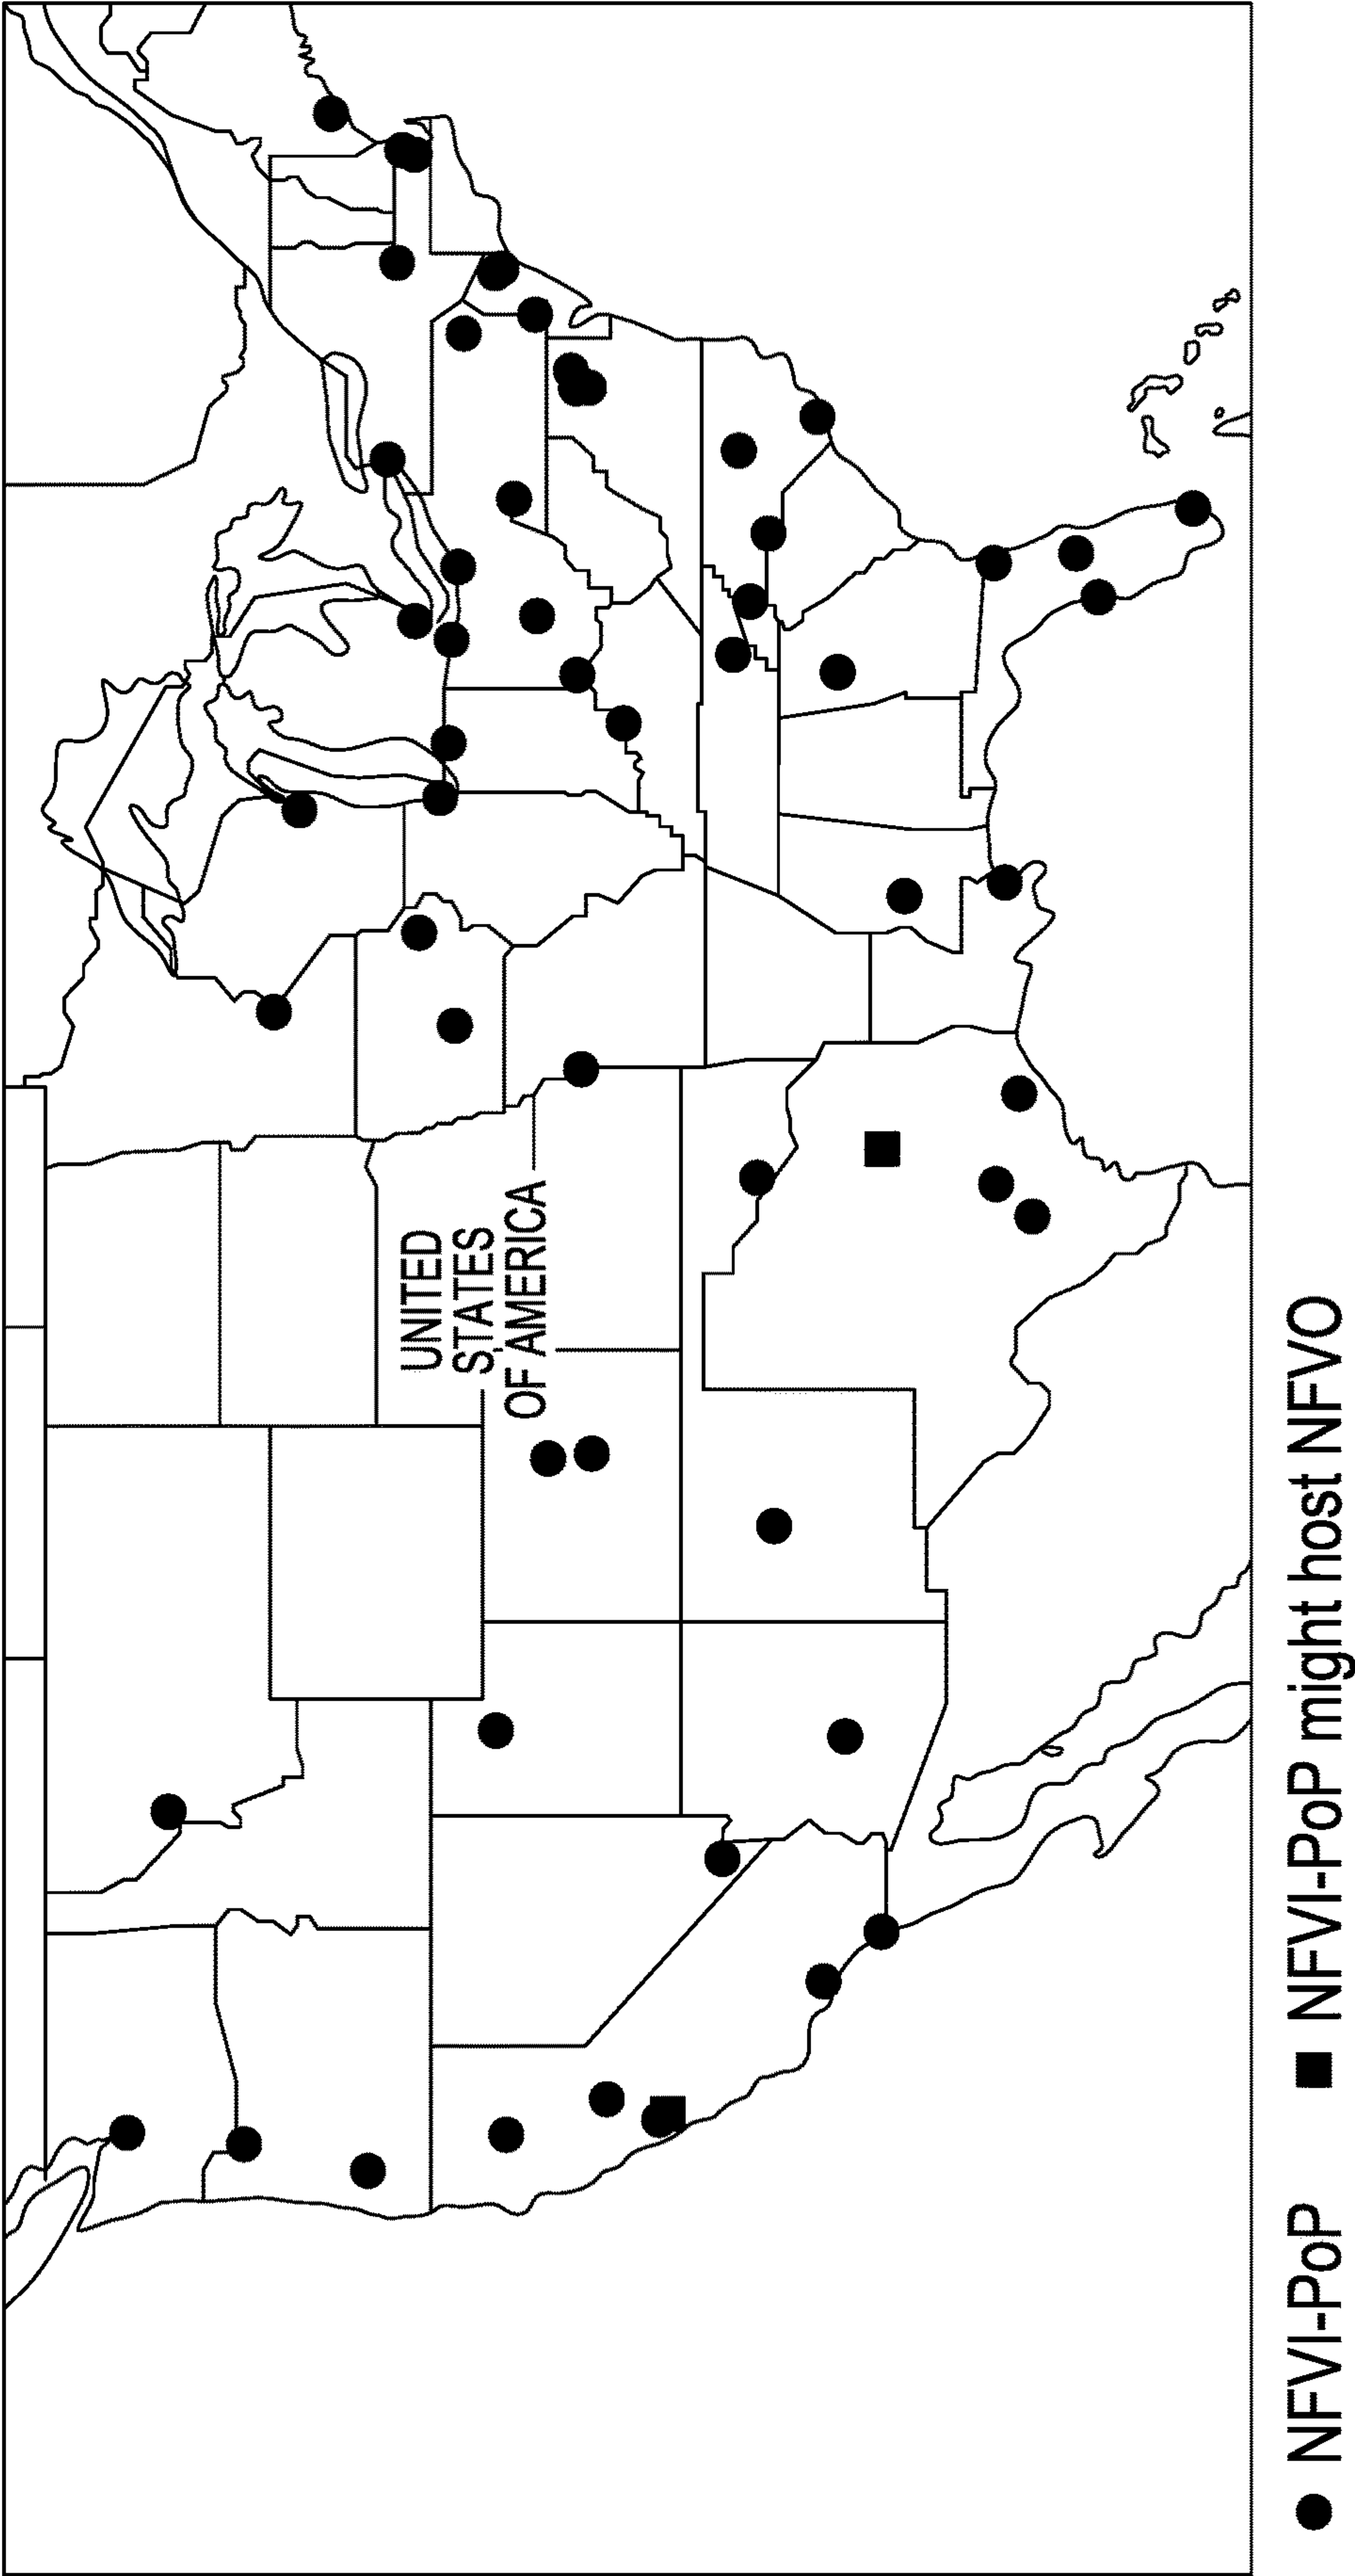 UNITED
STATES
OF AMERICA
NFVI-PoP
NFVI-PoP might host NFVO